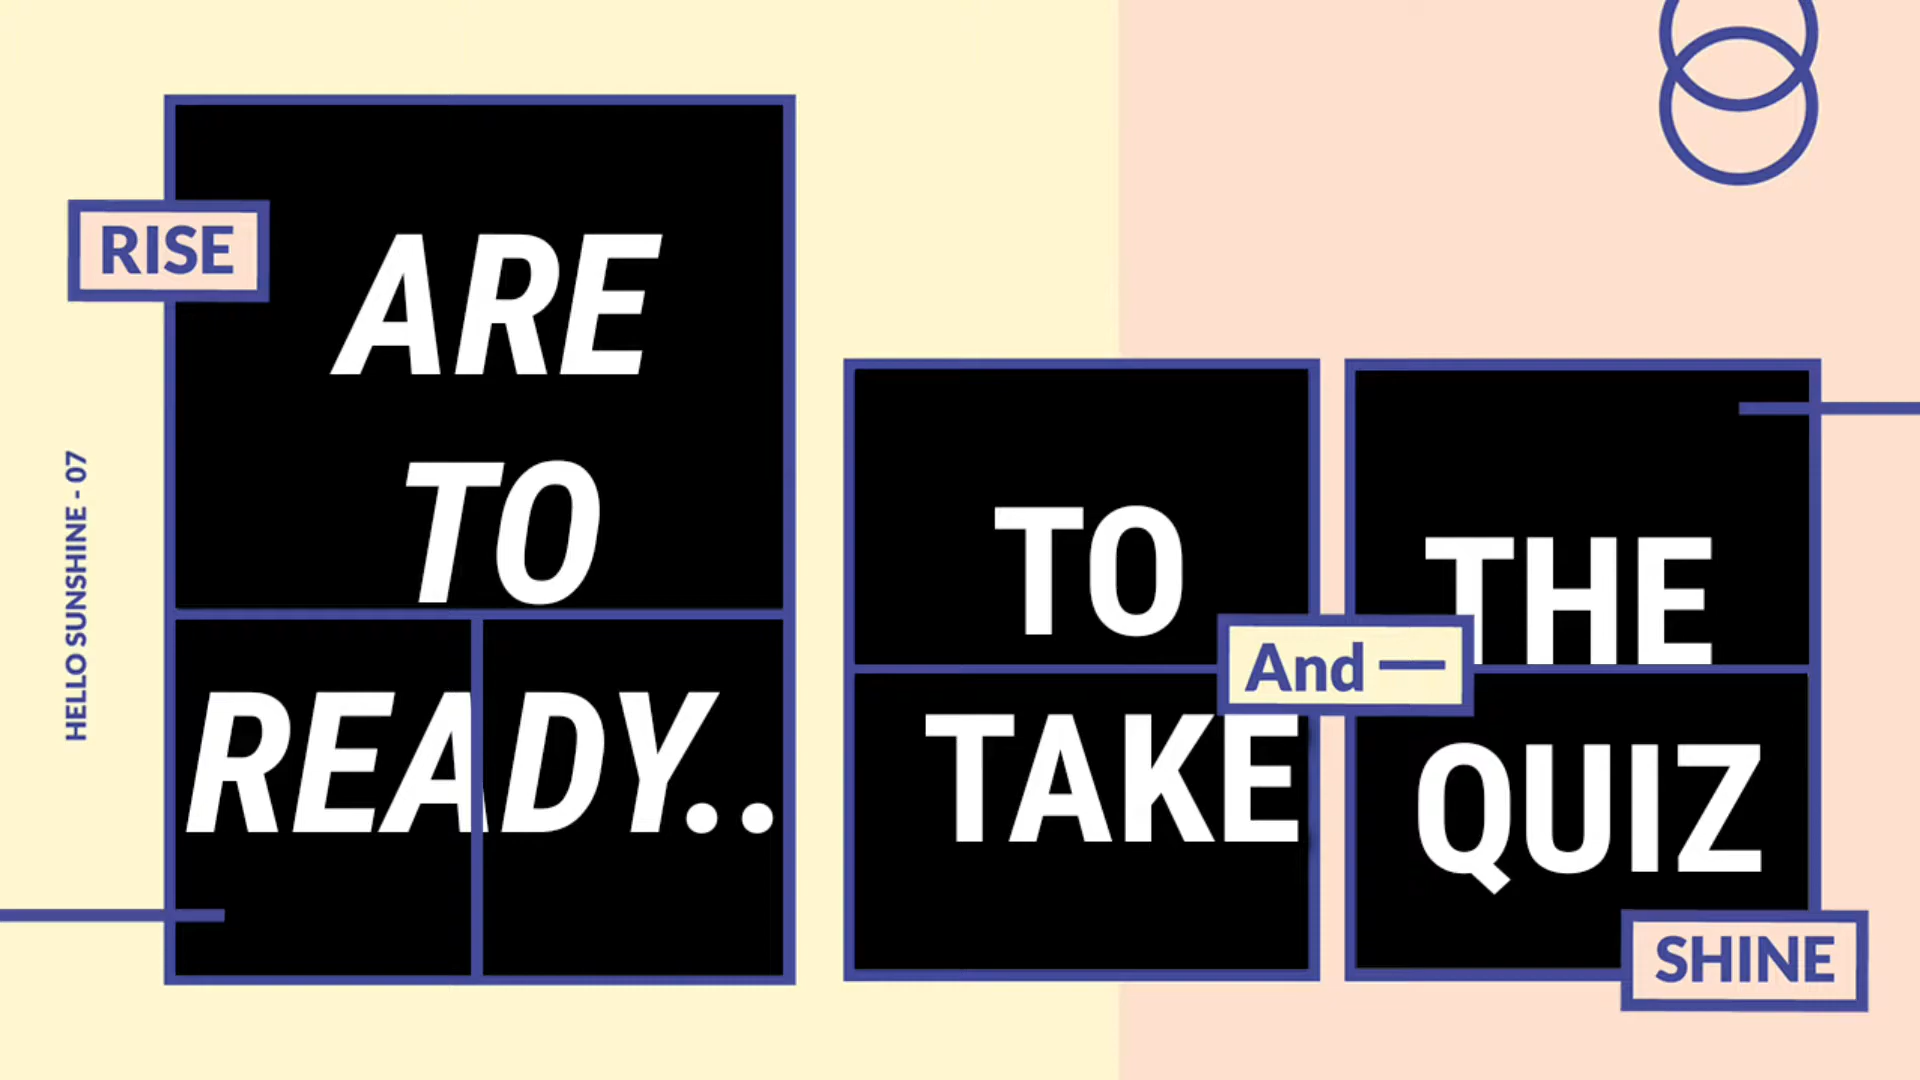 RISE
ARE
TO
READY..
HELLO SUNSHINE - 07
TO
TAKE
And —
THE
QUIZ
SHINE